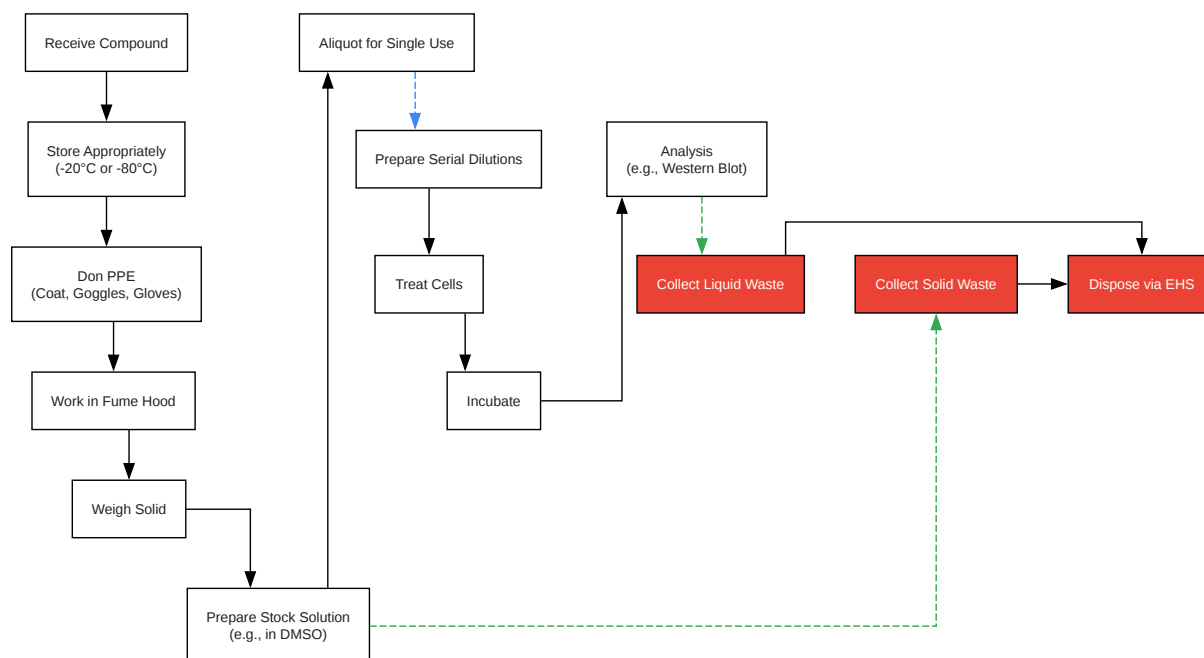 Receive Compound
Store Appropriately
(-20°C or -80°C)
Don PPE
(Coat, Goggles, Gloves)
Work in Fume Hood
Weigh Solid
Prepare Stock Solution
(e.g., in DMSO)
Aliquot for Single Use
Prepare Serial Dilutions
Treat Cells
Incubate
Analysis
(e.g., Western Blot)
Collect Liquid Waste
Collect Solid Waste
Dispose via EHS